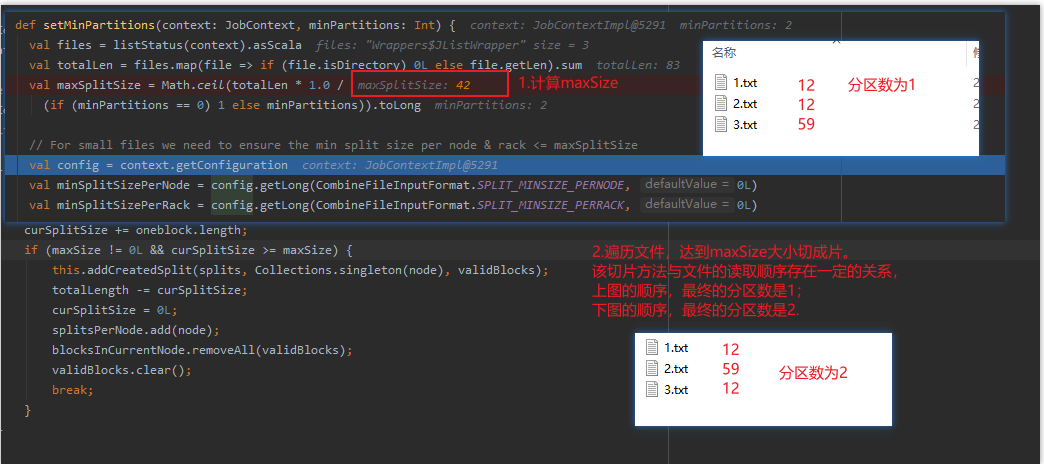 def setMinPartitions(context: JobContext, minPartitions: Int) { context: JobContextImpl@5291 minPartitions: 2
val files = listStatus(context).asScala files: "Wrappers$JListWrapper" size = 3
val totalLen = files.map(file => if (file.isDirectory) 0L else file.getLen).sum totalLen: 83
val maxSplitSize = Math.ceil(totalLen * 1.0 / maxSplitSize: 42
1.计算maxSize
(if (minPartitions == 0) 1 else minPartitions)).toLong minPartitions: 2
名称
1.txt 12 分区数为1 2
2.txt 12
3.txt 59 2
// For small files we need to ensure the min split size per node & rack <= maxSplitSize
val config = context.getConfiguration context: JobContextImpl@5291
val minSplitSizePerNode = config.getLong(CombineFileInputFormat.SPLIT_MINSIZE_PERNODE, defaultValue = 0L)
val minSplitSizePerRack = config.getLong(CombineFileInputFormat.SPLIT_MINSIZE_PERRACK, defaultValue = 0L)
curSplitSize += oneblock.length;
if (maxSize != 0L && curSplitSize >= maxSize) {
this.addCreatedSplit(splits, Collections.singleton(node), validBlocks);
totalLength -= curSplitSize;
curSplitSize = 0L;
splitsPerNode.add(node);
blocksInCurrentNode.removeAll(validBlocks);
validBlocks.clear();
break;
}
2.遍历文件，达到maxSize大小切成片。
该切片方法与文件的读取顺序存在一定的关系，
上图的顺序，最终的分区数是1；
下图的顺序，最终的分区数是2.
1.txt 12
2.txt 59 分区数为2
3.txt 12